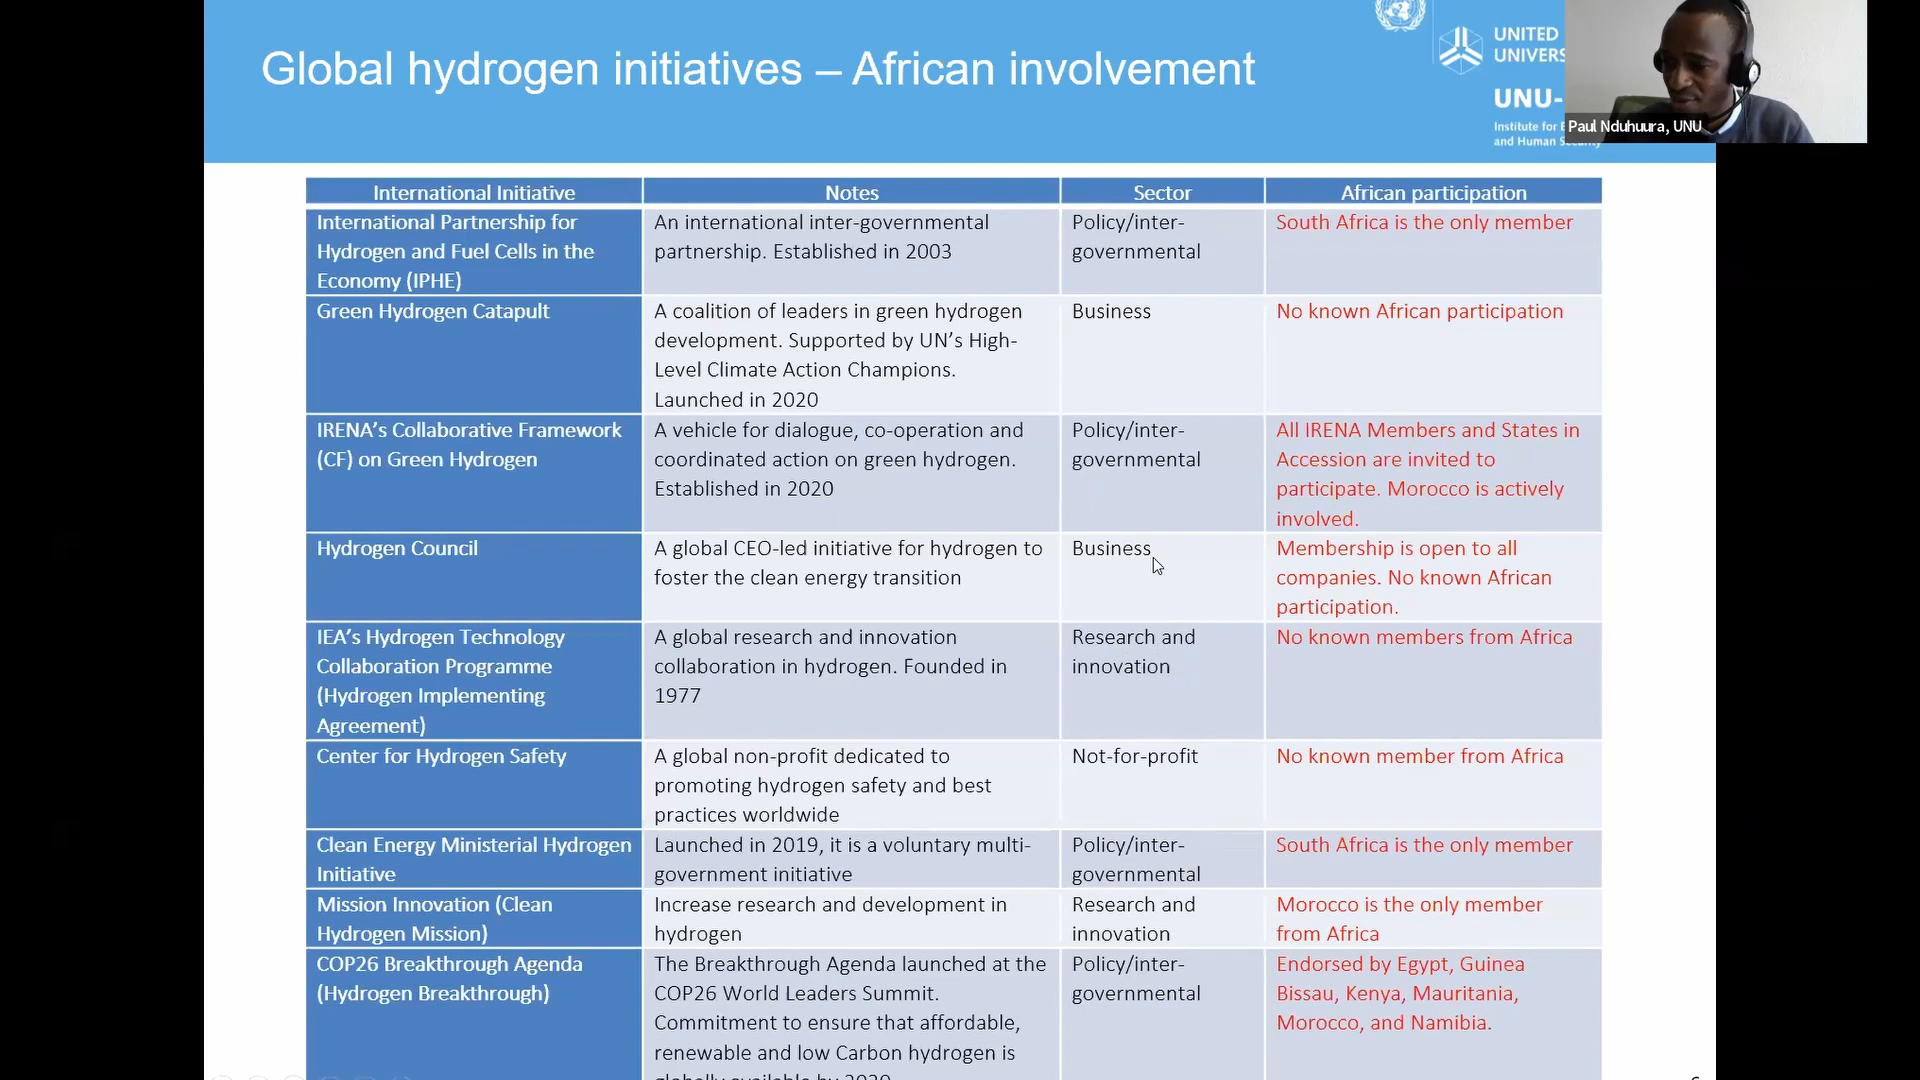 Global hydrogen initiatives – African involvement
UNITED
UNIVERS
UNU-
Institute for E
and Human Security
Paul Nduhuura, UNU
International Initiative
Notes
Sector
African participation
International Partnership for
Hydrogen and Fuel Cells in the
Economy (IPHE)
An international inter-governmental
partnership. Established in 2003
Policy/inter-
governmental
South Africa is the only member
Green Hydrogen Catapult
A coalition of leaders in green hydrogen
development. Supported by UN’s High-
Level Climate Action Champions.
Launched in 2020
Business
No known African participation
IRENA’s Collaborative Framework
(CF) on Green Hydrogen
A vehicle for dialogue, co-operation and
coordinated action on green hydrogen.
Established in 2020
Policy/inter-
governmental
All IRENA Members and States in
Accession are invited to
participate. Morocco is actively
involved.
Hydrogen Council
A global CEO-led initiative for hydrogen to
foster the clean energy transition
Business
Membership is open to all
companies. No known African
participation.
IEA’s Hydrogen Technology
Collaboration Programme
(Hydrogen Implementing
Agreement)
A global research and innovation
collaboration in hydrogen. Founded in
1977
Research and
innovation
No known members from Africa
Center for Hydrogen Safety
A global non-profit dedicated to
promoting hydrogen safety and best
practices worldwide
Not-for-profit
No known member from Africa
Clean Energy Ministerial Hydrogen
Initiative
Launched in 2019, it is a voluntary multi-
government initiative
Policy/inter-
governmental
South Africa is the only member
Mission Innovation (Clean
Hydrogen Mission)
Increase research and development in
hydrogen
Research and
innovation
Morocco is the only member
from Africa
COP26 Breakthrough Agenda
(Hydrogen Breakthrough)
The Breakthrough Agenda launched at the
COP26 World Leaders Summit.
Commitment to ensure that affordable,
renewable and low Carbon hydrogen is
Policy/inter-
governmental
Endorsed by Egypt, Guinea
Bissau, Kenya, Mauritania,
Morocco, and Namibia.